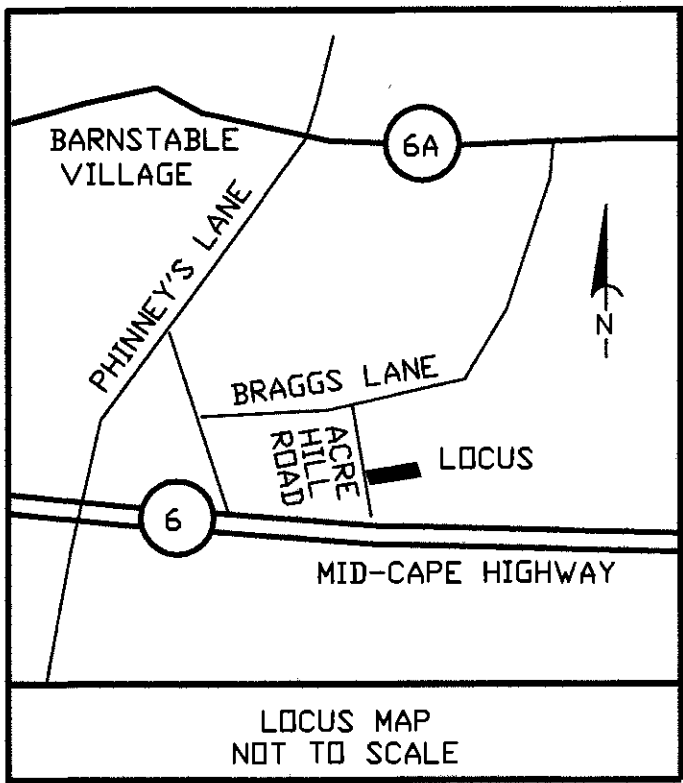 BARNSTABLE
VILLAGE
6A
PHINNEY'S LANE
N
BRAGGS LANE
ACRE
HILL
ROAD
LOCUS
6
MID-CAPE HIGHWAY
LOCUS MAP
NOT TO SCALE